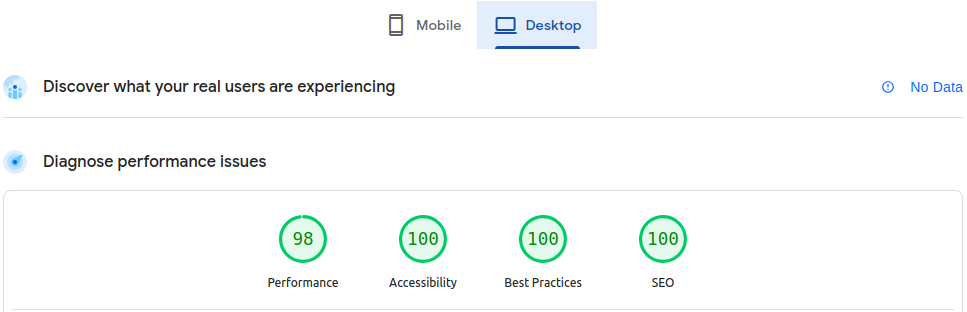 Mobile
Desktop
Discover what your real users are experiencing
No Data
Diagnose performance issues
98
100
100
100
Performance
Accessibility
Best Practices
SEO